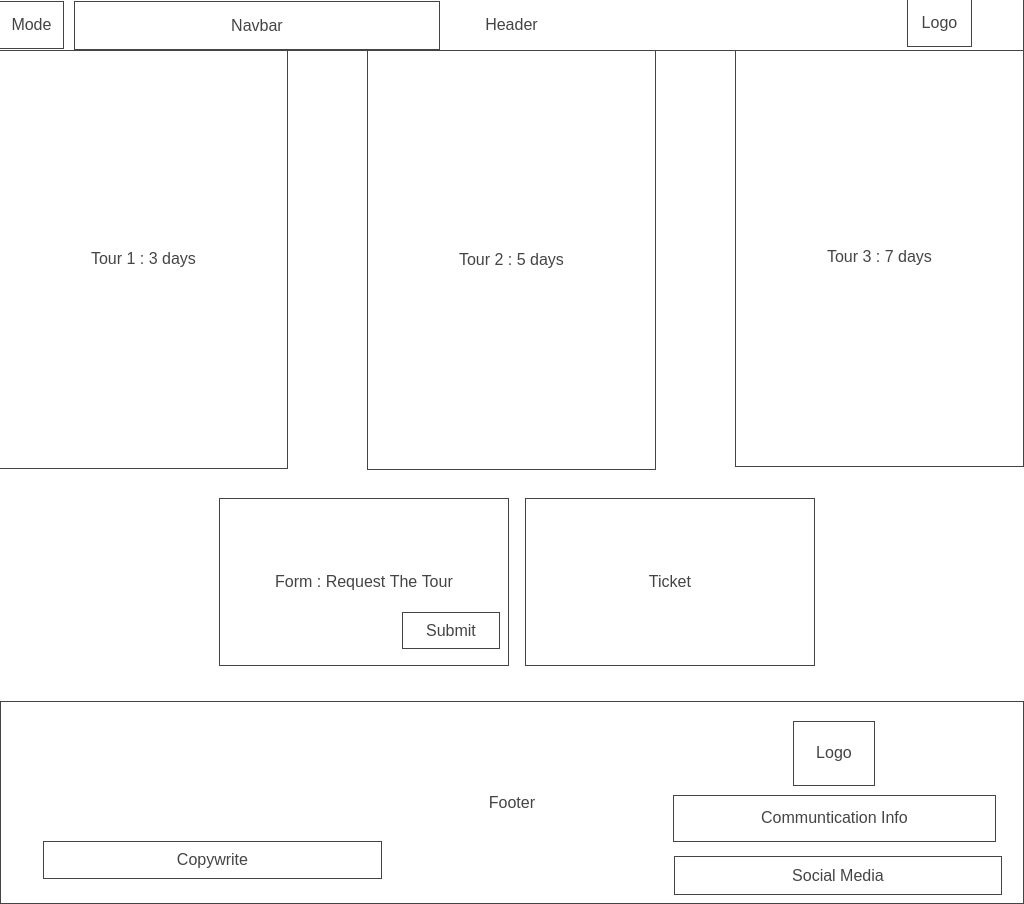 Mode
Navbar
Header
Logo
Tour 1 : 3 days
Tour 2 : 5 days
Tour 3 : 7 days
Form : Request The Tour
Submit
Ticket
Logo
Footer
Communtication Info
Copywrite
Social Media